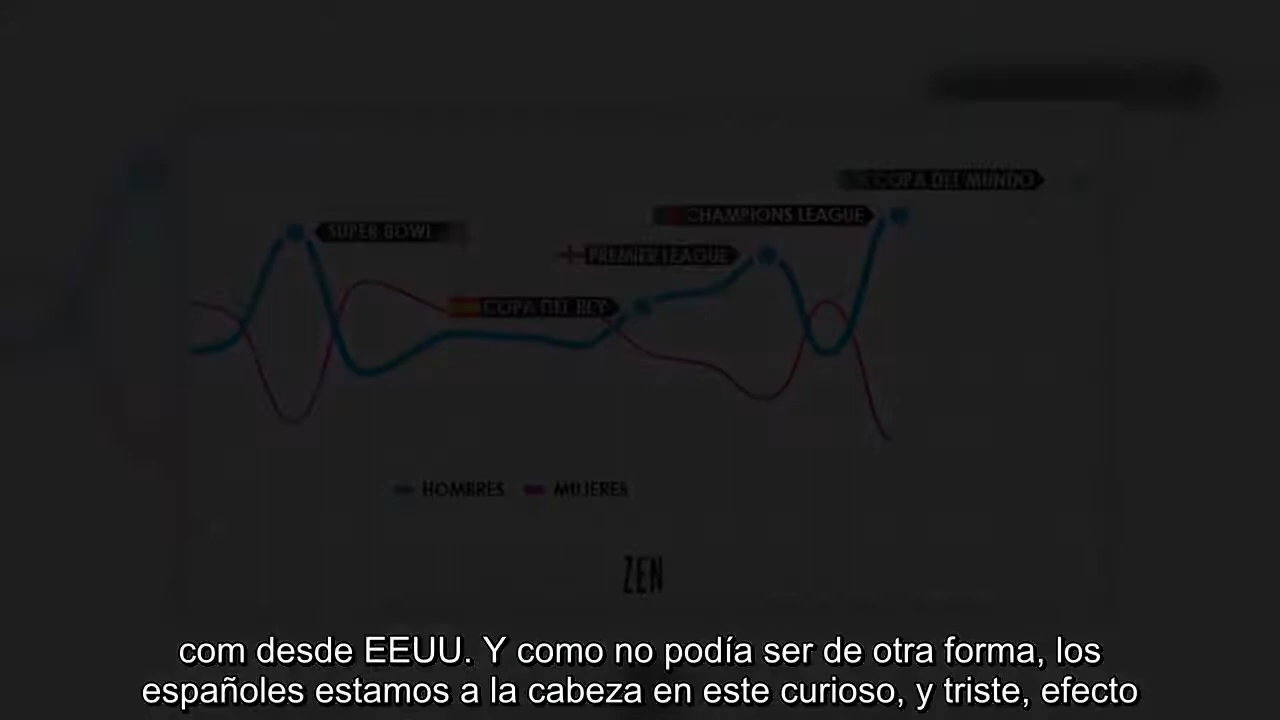 COPA DEL MUNDO
CHAMPIONS LEAGUE
SUPER BOWL
PREMIER LEAGUE
COPA DEL REY
HOMBRES MUJERES
ZEN
com desde EEUU. Y como no podía ser de otra forma, los
españoles estamos a la cabeza en este curioso, y triste, efecto